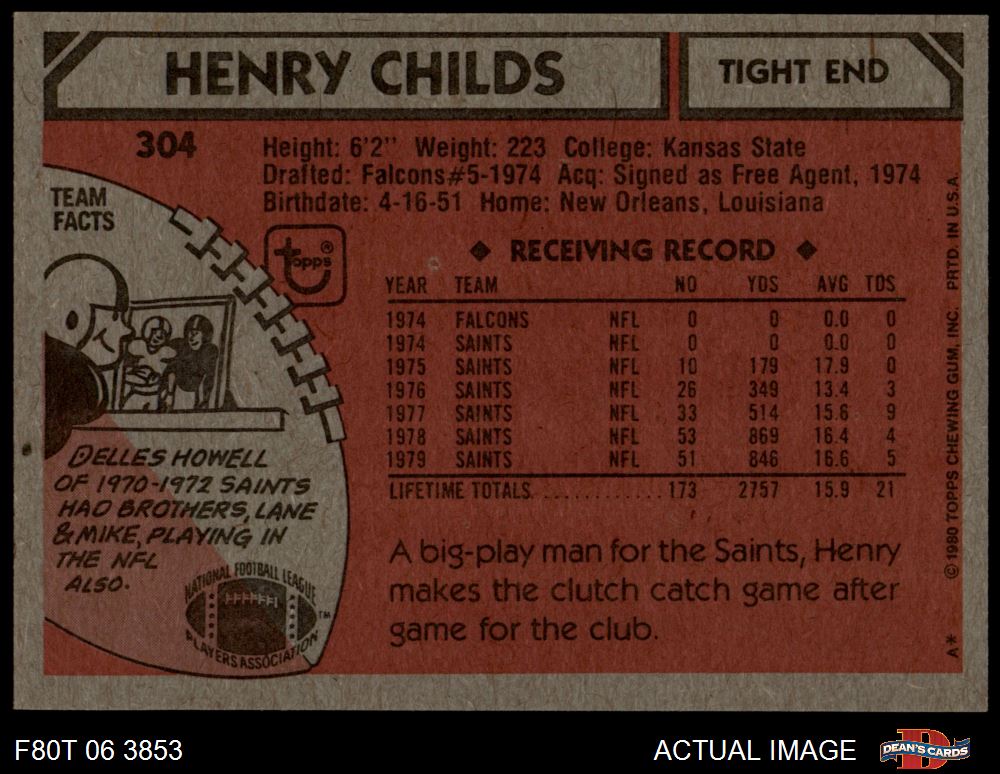 HENRY CHILDS
TIGHT END
304
Height: 6'2" Weight: 223 College: Kansas State
Drafted: Falcons#5-1974 Acq: Signed as Free Agent, 1974
Birthdate: 4-16-51 Home: New Orleans, Louisiana
TEAM
FACTS
topps®
◆ RECEIVING RECORD ◆
YEAR TEAM NO YDS AVG TDS
1974 FALCONS NFL 0 0 0.0 0
1974 SAINTS NFL 0 0 0.0 0
1975 SAINTS NFL 10 179 17.9 0
1976 SAINTS NFL 26 349 13.4 3
1977 SAINTS NFL 33 514 15.6 9
1978 SAINTS NFL 53 869 16.4 4
1979 SAINTS NFL 51 846 16.6 5
LIFETIME TOTALS ............ 173 2757 15.9 21
DELLES HOWELL
OF 1970-1972 SAINTS
HAD BROTHERS, LANE
& MIKE, PLAYING IN
THE NFL
ALSO.
NATIONAL FOOTBALL LEAGUE
PLAYERS ASSOCIATION
TM
A big-play man for the Saints, Henry
makes the clutch catch game after
game for the club.
A* © 1980 TOPPS CHEWING GUM, INC. PRTD. IN U.S.A.
F80T 06 3853
ACTUAL IMAGE
DEAN'S CARDS